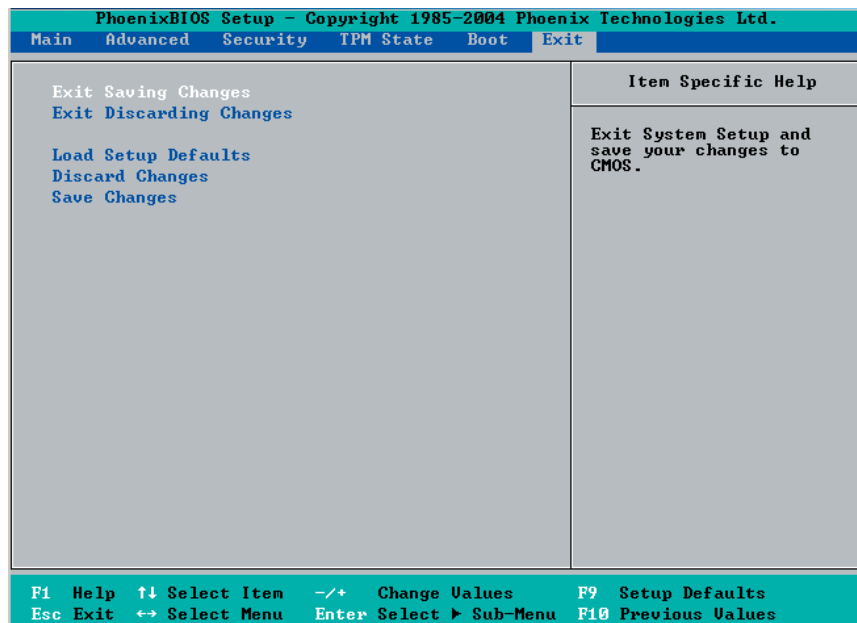 PhoenixBIOS Setup - Copyright 1985-2004 Phoenix Technologies Ltd.
Main Advanced Security TPM State Boot Exit
Exit Saving Changes
Exit Discarding Changes
Load Setup Defaults
Discard Changes
Save Changes
Item Specific Help
Exit System Setup and
save your changes to
CMOS.
F1 Help ↑↓ Select Item -/+ Change Values F9 Setup Defaults
Esc Exit ↔ Select Menu Enter Select ▶ Sub-Menu F10 Previous Values